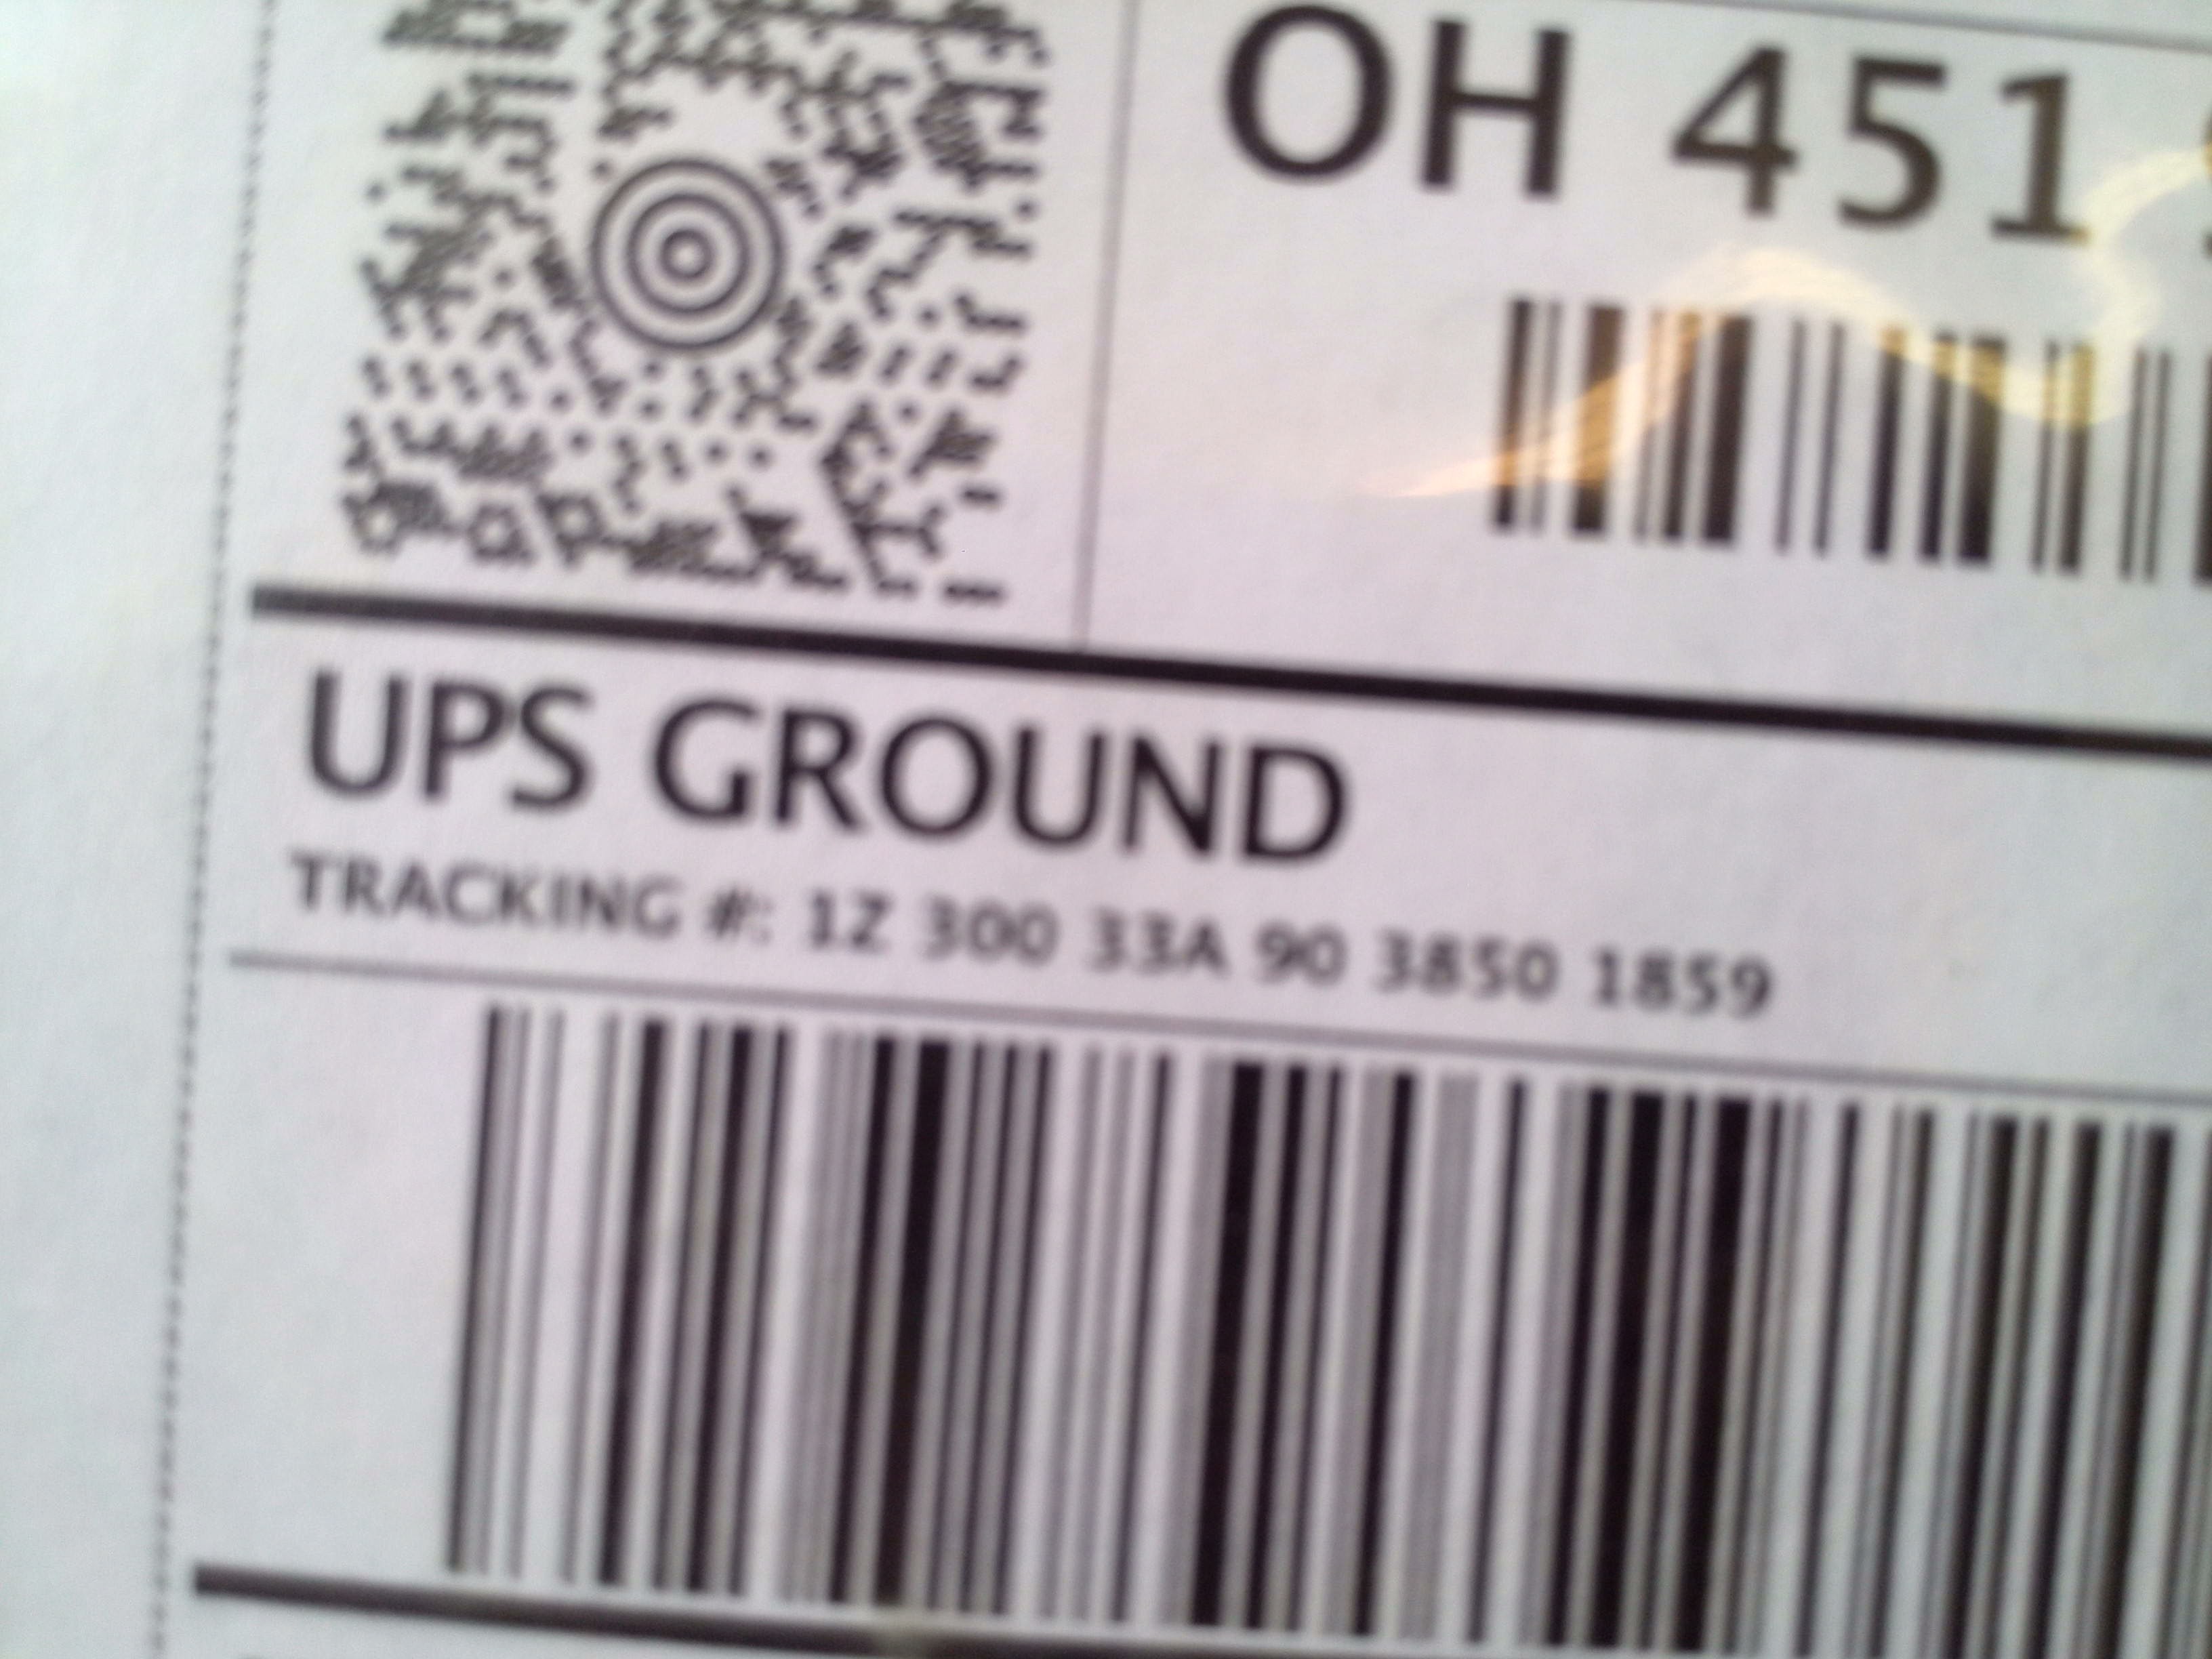 OH 451
UPS GROUND
TRACKING #: 1Z 300 33A 90 3850 1859